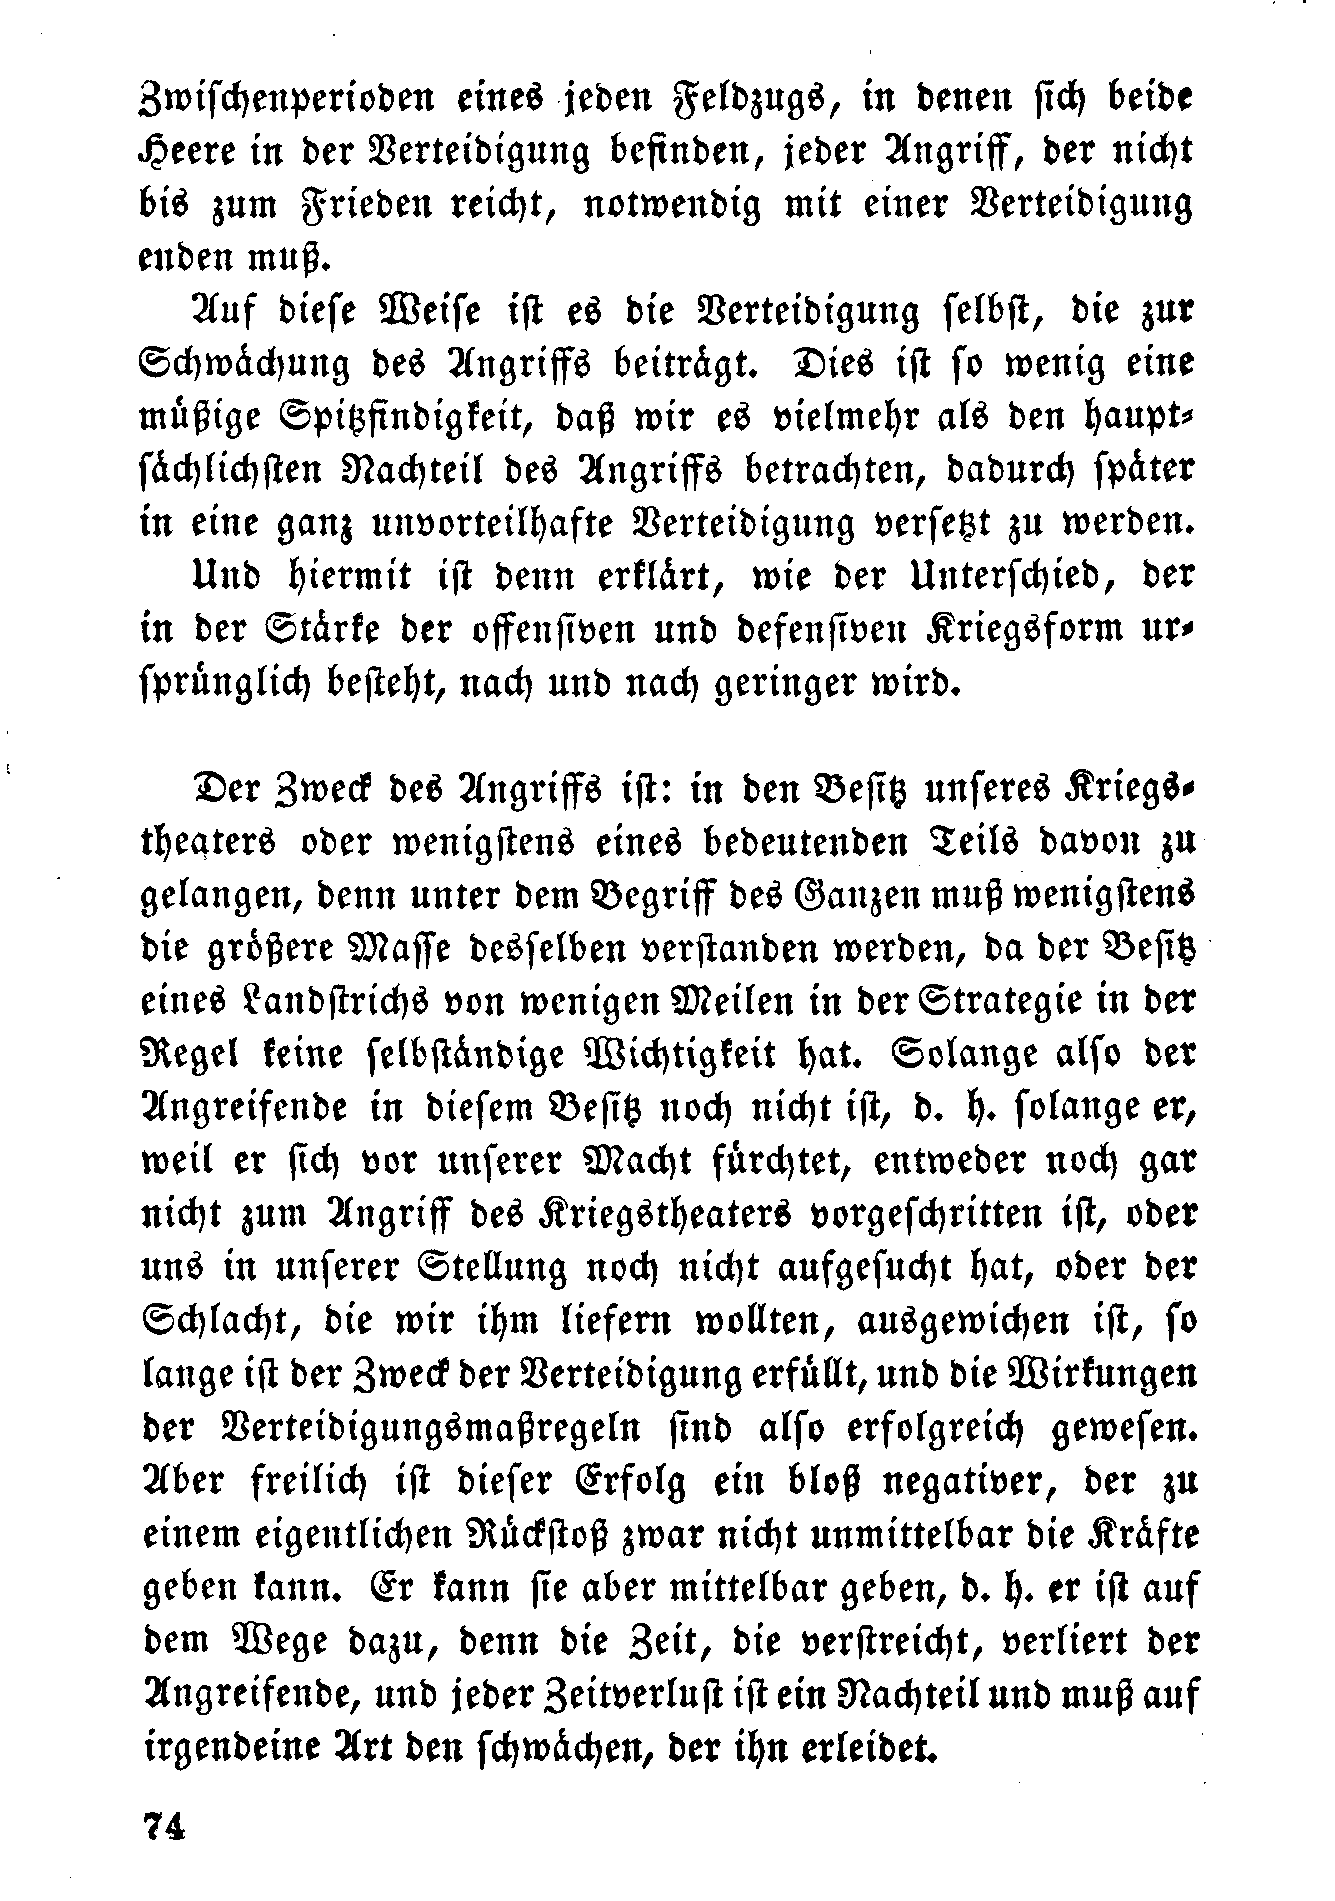 Zwischenperioden eines jeden Feldzugs, in denen sich beide
Heere in der Verteidigung befinden, jeder Angriff, der nicht
bis zum Frieden reicht, notwendig mit einer Verteidigung
enden muß.
Auf diese Weise ist es die Verteidigung selbst, die zur
Schwächung des Angriffs beiträgt. Dies ist so wenig eine
müßige Spitzfindigkeit, daß wir es vielmehr als den haupt-
sächlichsten Nachteil des Angriffs betrachten, dadurch später
in eine ganz unvorteilhafte Verteidigung versetzt zu werden.
Und hiermit ist denn erklärt, wie der Unterschied, der
in der Stärke der offensiven und defensiven Kriegsform ur-
sprünglich besteht, nach und nach geringer wird.
Der Zweck des Angriffs ist: in den Besitz unseres Kriegs-
theaters oder wenigstens eines bedeutenden Teils davon zu
gelangen, denn unter dem Begriff des Ganzen muß wenigstens
die größere Masse desselben verstanden werden, da der Besitz
eines Landstrichs von wenigen Meilen in der Strategie in der
Regel keine selbständige Wichtigkeit hat. Solange also der
Angreifende in diesem Besitz noch nicht ist, d. h. solange er,
weil er sich vor unserer Macht fürchtet, entweder noch gar
nicht zum Angriff des Kriegstheaters vorgeschritten ist, oder
uns in unserer Stellung noch nicht aufgesucht hat, oder der
Schlacht, die wir ihm liefern wollten, ausgewichen ist, so
lange ist der Zweck der Verteidigung erfüllt, und die Wirkungen
der Verteidigungsmaßregeln sind also erfolgreich gewesen.
Aber freilich ist dieser Erfolg ein bloß negativer, der zu
einem eigentlichen Rückstoß zwar nicht unmittelbar die Kräfte
geben kann. Er kann sie aber mittelbar geben, d. h. er ist auf
dem Wege dazu, denn die Zeit, die verstreicht, verliert der
Angreifende, und jeder Zeitverlust ist ein Nachteil und muß auf
irgendeine Art den schwächen, der ihn erleidet.
74